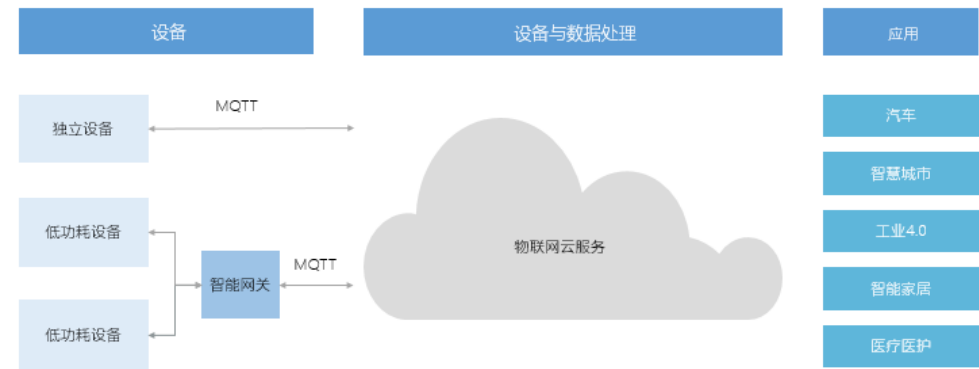 设备
设备与数据处理
应用
独立设备
MQTT
低功耗设备
低功耗设备
智能网关
MQTT
物联网云服务
汽车
智慧城市
工业4.0
智能家居
医疗医护